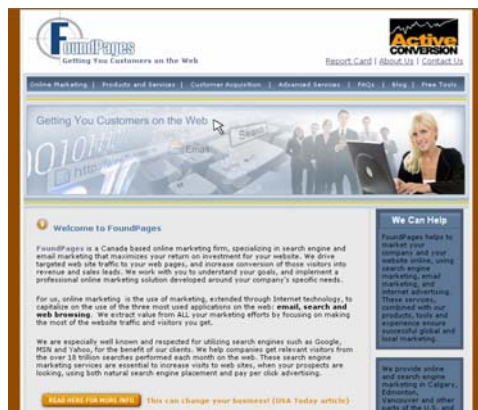 FoundPages
Getting You Customers on the Web
Active
CONVERSION
Report Card | About Us | Contact Us
Online Marketing | Products and Services | Customer Acquisition | Advanced Services | FAQs | Blog | Free Tools
Getting You Customers on the Web
Search
Email
http:
Welcome to FoundPages
FoundPages is a Canada based online marketing firm, specializing in search engine and
email marketing that maximizes your return on investment for your website. We drive
targeted web site traffic to your web pages, and increase conversion of those visitors into
revenue and sales leads. We work with you to understand your goals, and implement a
professional online marketing solution developed around your company's specific needs.
For us, online marketing is the use of marketing, extended through Internet technology, to
capitalize on the use of the three most used applications on the web: email, search and
web browsing. We extract value from ALL your marketing efforts by focusing on making
the most of the website traffic and visitors you get.
We are especially well known and respected for utilizing search engines such as Google,
MSN and Yahoo, for the benefit of our clients. We help companies get relevant visitors from
the over 18 trillion searches performed each month on the web. These search engine
marketing services are essential to increase visits to web sites, when your prospects are
looking, using both natural search engine placement and pay per click advertising.
READ HERE FOR MORE INFO This can change your business! (USA Today article)
We Can Help
FoundPages helps to
market your
company and your
website online, using
search engine
marketing, email
marketing, and
internet advertising.
These services,
combined with our
products, tools and
experience ensure
successful global and
local marketing.
We provide online
and search engine
marketing in Calgary,
Edmonton,
Vancouver and other